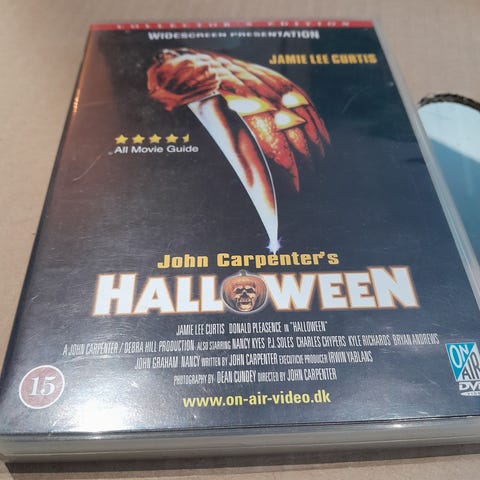 COLLECTOR'S EDITION
WIDESCREEN PRESENTATION
JAMIE LEE CURTIS
All Movie Guide
John Carpenter's
HALLOWEEN
JAMIE LEE CURTIS DONALD PLEASENCE IN "HALLOWEEN"
A JOHN CARPENTER / DEBRA HILL PRODUCTION ALSO STARRING NANCY KYES P.J. SOLES CHARLES CHYPERS KYLE RICHARDS BRYAN ANDREWS
JOHN GRAHAM NANCY WRITTEN BY JOHN CARPENTER EXECUTICVE PRODUCER IRWIN YABLANS
PHOTOGRAPHY BY DEAN CUNDEY DIRECTED BY JOHN CARPENTER
15
www.on-air-video.dk
ON
AIR
DVD